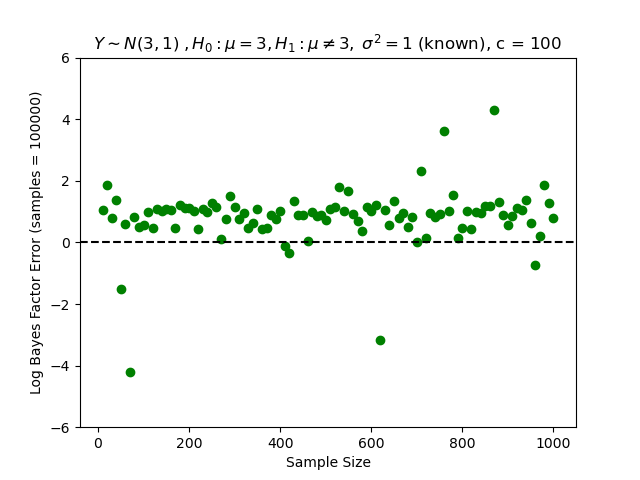 Y ∼ N(3, 1) , H₀ : μ = 3, H₁ : μ ≠ 3, σ² = 1 (known), c = 100
6
4
2
0
−2
−4
−6
Log Bayes Factor Error (samples = 100000)
0 200 400 600 800 1000
Sample Size